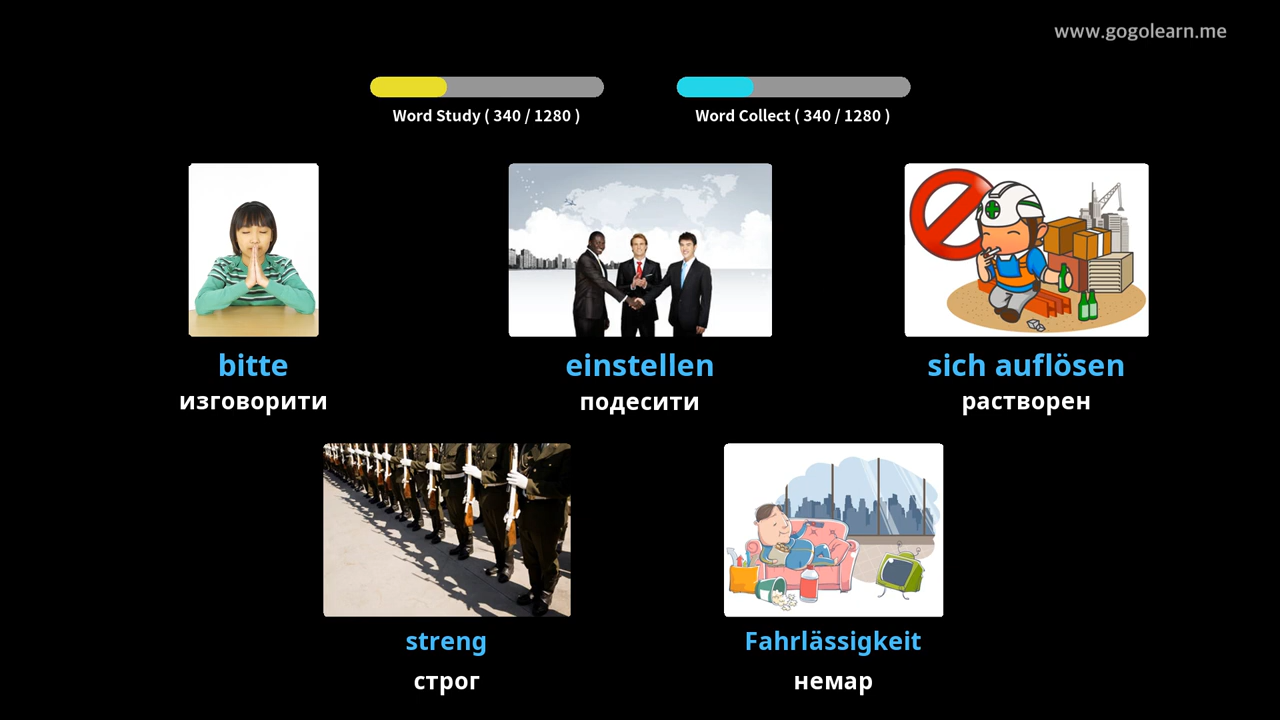 www.gogolearn.me
Word Study ( 340 / 1280 )
Word Collect ( 340 / 1280 )
bitte
изговорити
einstellen
подесити
sich auflösen
растворен
streng
строг
Fahrlässigkeit
немар